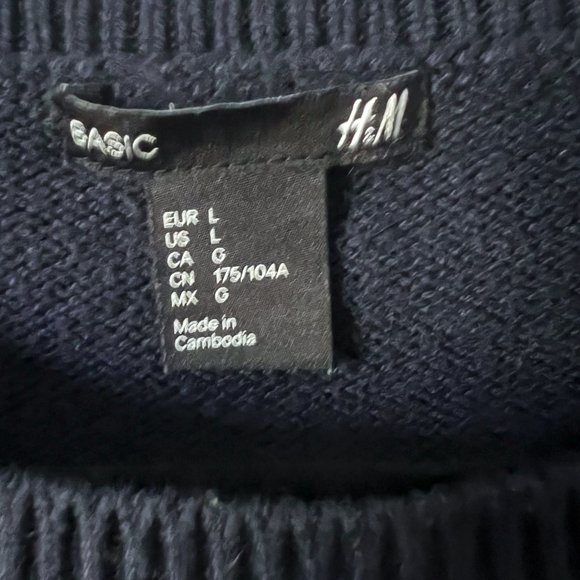 BASIC H&M
EUR L
US L
CA G
CN 175/104A
MX G
Made in
Cambodia